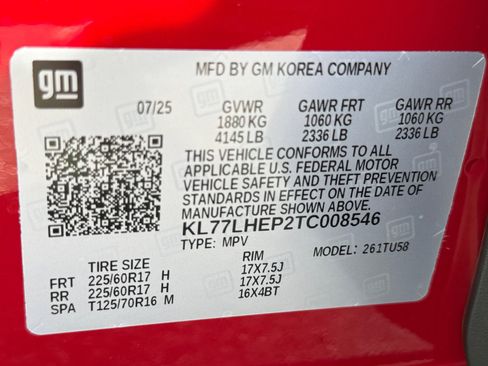 gm
MFD BY GM KOREA COMPANY
07/25 GVWR GAWR FRT GAWR RR
1880 KG 1060 KG 1060 KG
4145 LB 2336 LB 2336 LB
THIS VEHICLE CONFORMS TO ALL
APPLICABLE U.S. FEDERAL MOTOR
VEHICLE SAFETY AND THEFT PREVENTION
STANDARDS IN EFFECT ON THE DATE OF
MANUFACTURE SHOWN ABOVE.
KL77LHEP2TC008546
TYPE: MPV MODEL: 261TU58
TIRE SIZE RIM
FRT 225/60R17 H 17X7.5J
RR 225/60R17 H 17X7.5J
SPA T125/70R16 M 16X4BT